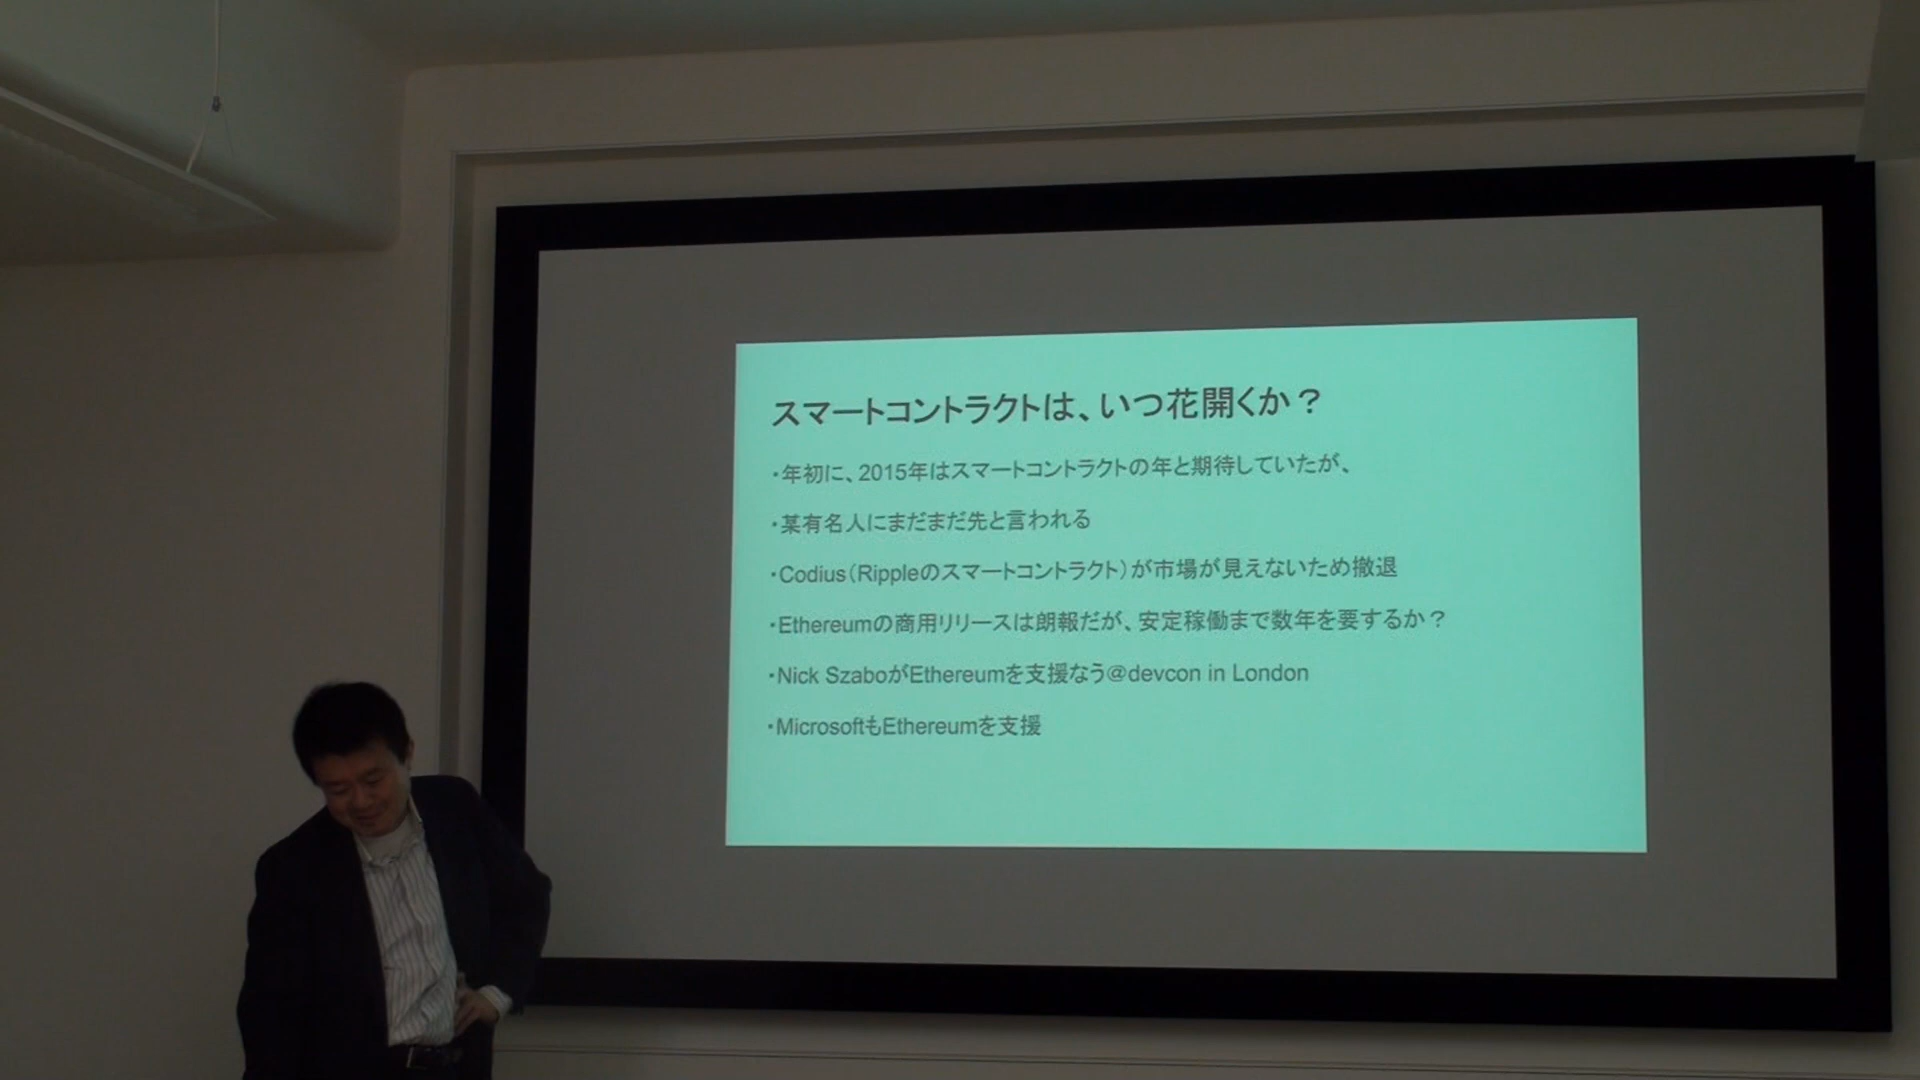 スマートコントラクトは、いつ花開くか？
・年初に、2015年はスマートコントラクトの年と期待していたが、
・某有名人にまだまだ先と言われる
・Codius（Rippleのスマートコントラクト）が市場が見えないため撤退
・Ethereumの商用リリースは朗報だが、安定稼働まで数年を要するか？
・Nick SzaboがEthereumを支援なう＠devcon in London
・MicrosoftもEthereumを支援